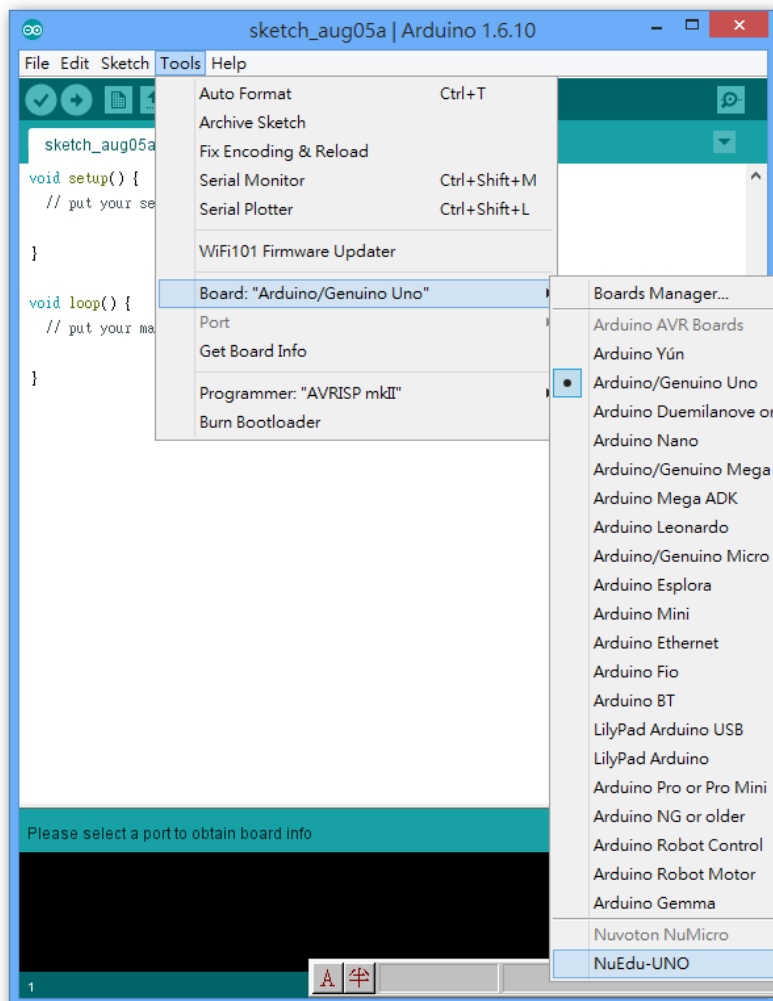 sketch_aug05a | Arduino 1.6.10
File Edit Sketch Tools Help
sketch_aug05a
void setup() {
// put your se
}
void loop() {
// put your ma
}
Auto Format Ctrl+T
Archive Sketch
Fix Encoding & Reload
Serial Monitor Ctrl+Shift+M
Serial Plotter Ctrl+Shift+L
WiFi101 Firmware Updater
Board: "Arduino/Genuino Uno"
Port
Get Board Info
Programmer: "AVRISP mkII"
Burn Bootloader
Boards Manager...
Arduino AVR Boards
Arduino Yún
Arduino/Genuino Uno
Arduino Duemilanove or
Arduino Nano
Arduino/Genuino Mega
Arduino Mega ADK
Arduino Leonardo
Arduino/Genuino Micro
Arduino Esplora
Arduino Mini
Arduino Ethernet
Arduino Fio
Arduino BT
LilyPad Arduino USB
LilyPad Arduino
Arduino Pro or Pro Mini
Arduino NG or older
Arduino Robot Control
Arduino Robot Motor
Arduino Gemma
Nuvoton NuMicro
NuEdu-UNO
Please select a port to obtain board info
1
A 半